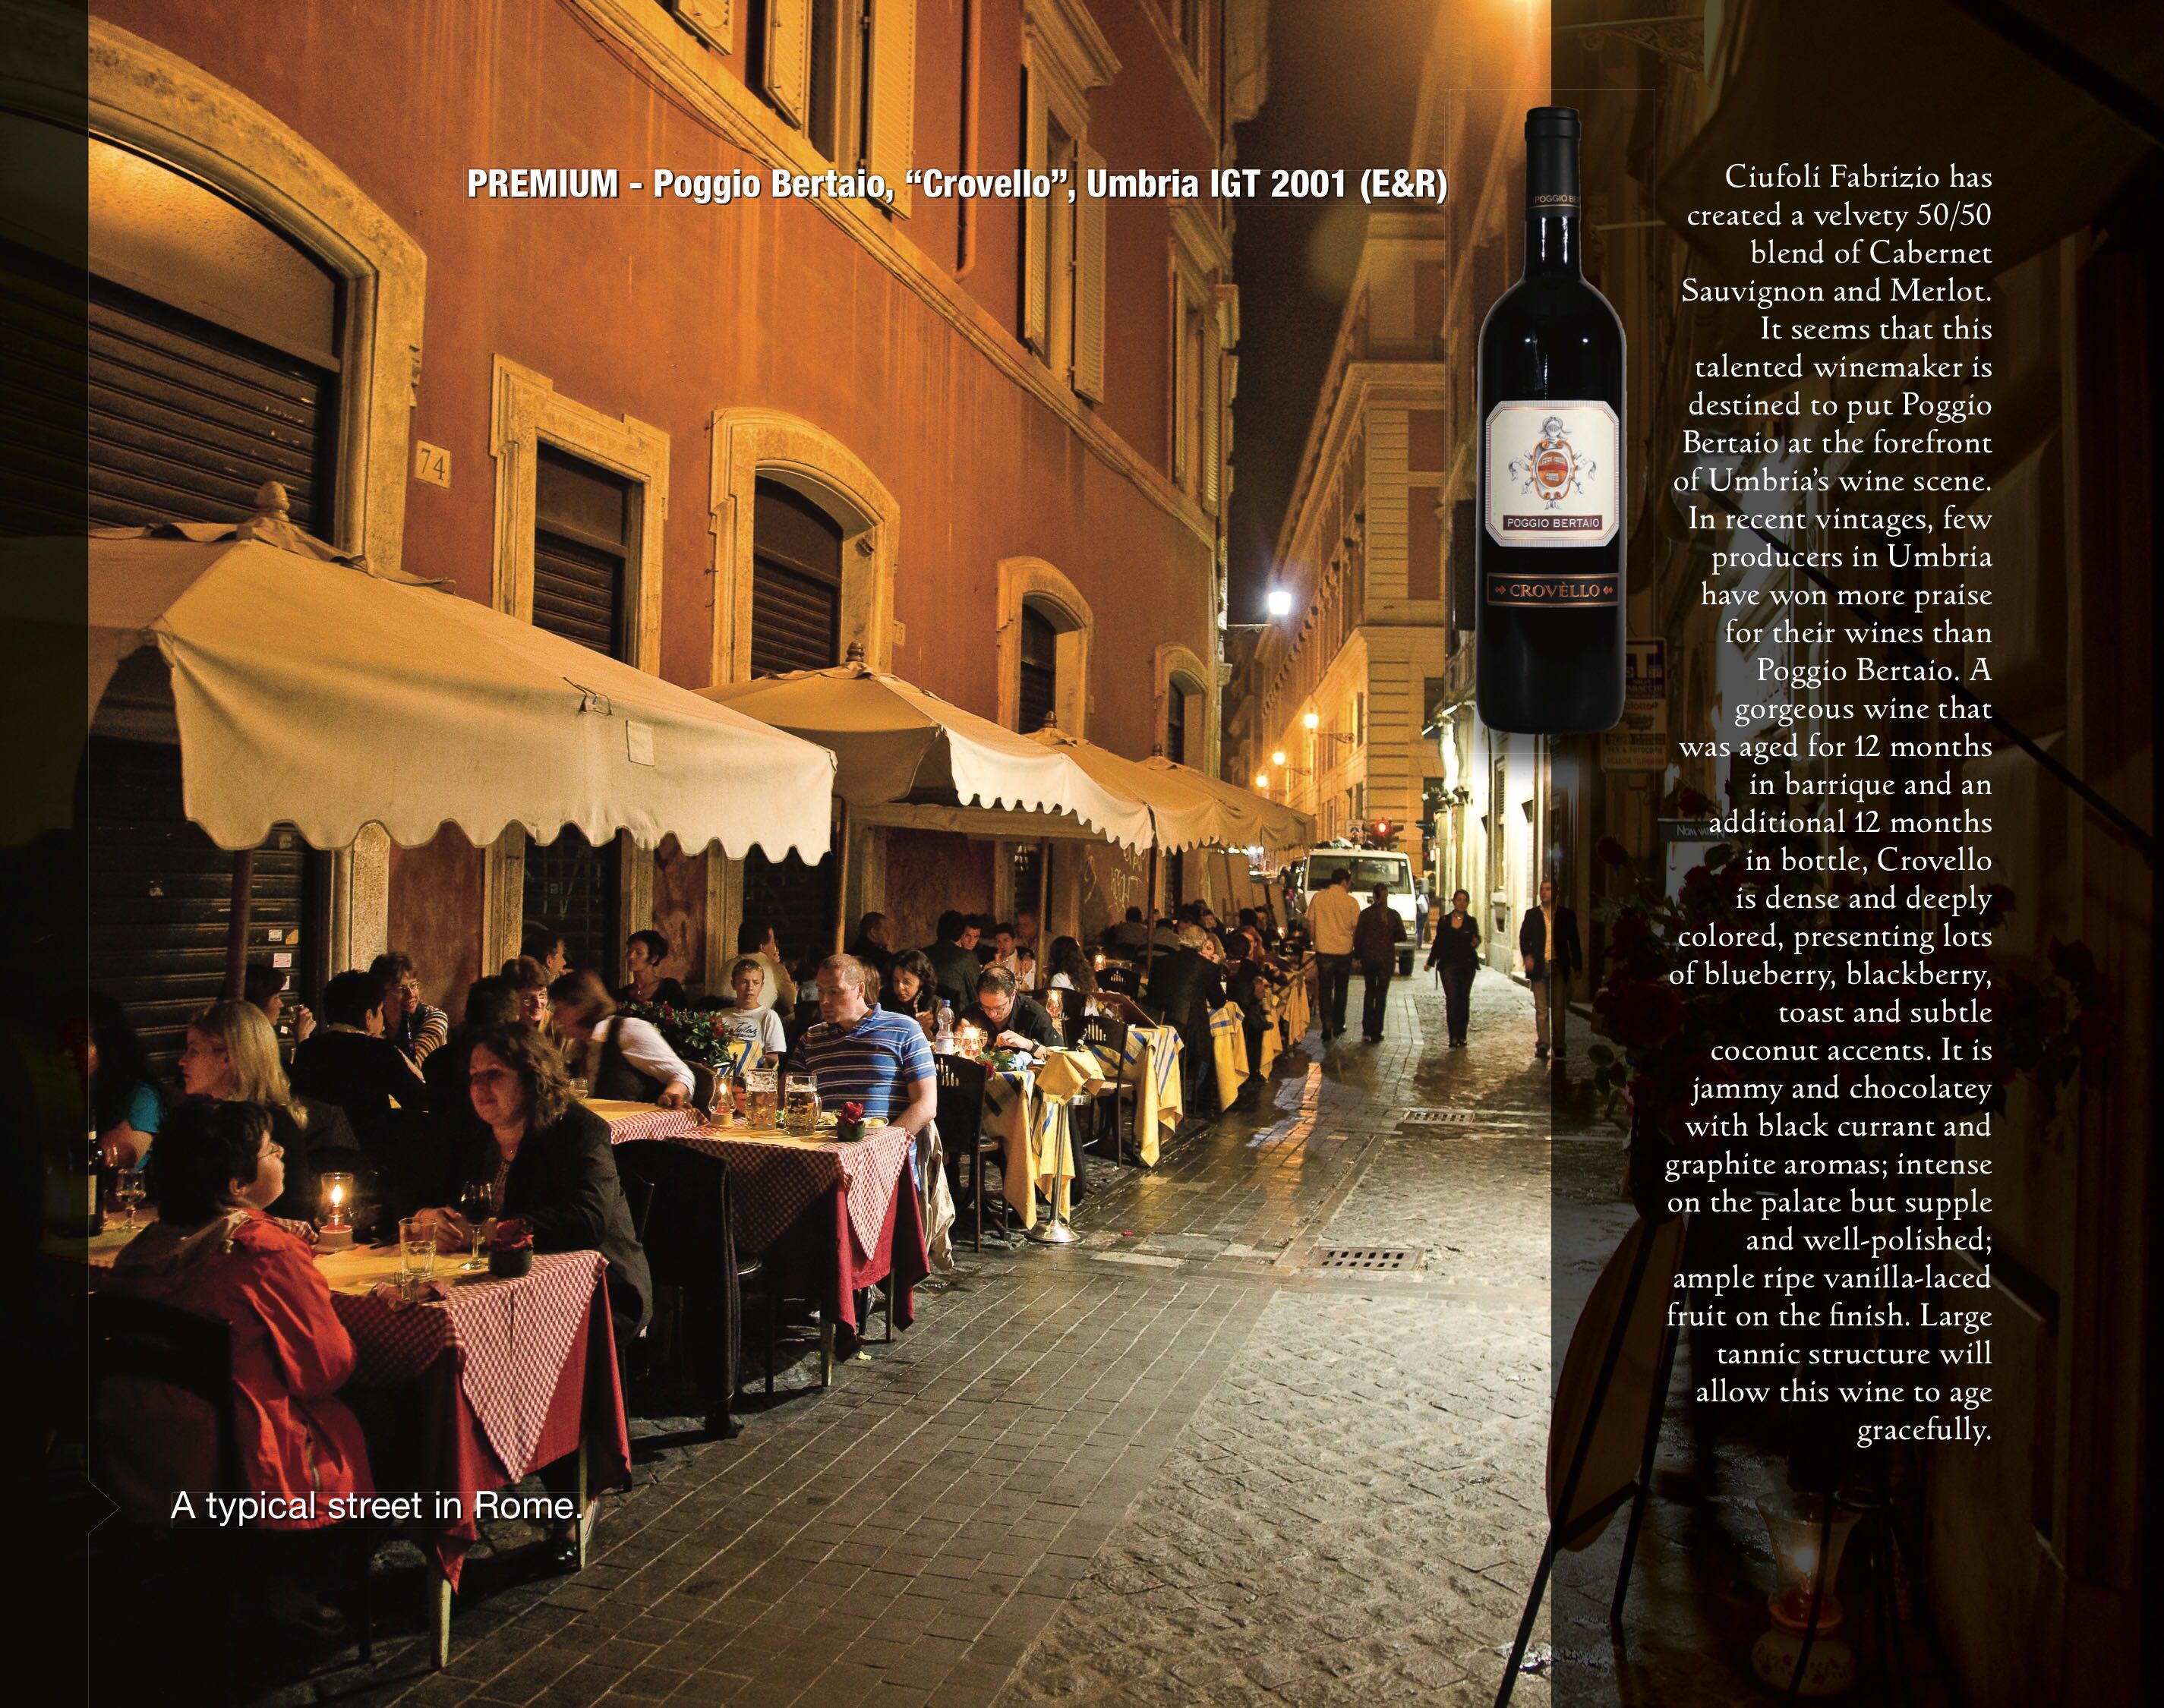 PREMIUM - Poggio Bertaio, “Crovello”, Umbria IGT 2001 (E&R)
POGGIO BE
POGGIO BERTAIO
CROVÈLLO
74
Ciufoli Fabrizio has
created a velvety 50/50
blend of Cabernet
Sauvignon and Merlot.
It seems that this
talented winemaker is
destined to put Poggio
Bertaio at the forefront
of Umbria’s wine scene.
In recent vintages, few
producers in Umbria
have won more praise
for their wines than
Poggio Bertaio. A
gorgeous wine that
was aged for 12 months
in barrique and an
additional 12 months
in bottle, Crovello
is dense and deeply
colored, presenting lots
of blueberry, blackberry,
toast and subtle
coconut accents. It is
jammy and chocolatey
with black currant and
graphite aromas; intense
on the palate but supple
and well-polished;
ample ripe vanilla-laced
fruit on the finish. Large
tannic structure will
allow this wine to age
gracefully.
A typical street in Rome.